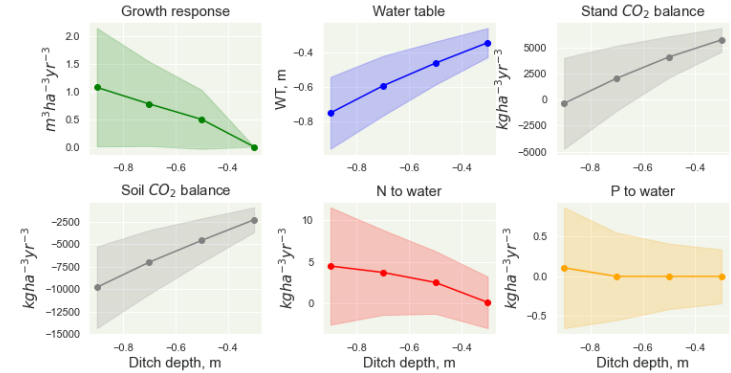 Growth response
m³ha⁻³yr⁻³
2.0
1.5
1.0
0.5
0.0
−0.8
−0.6
−0.4
Water table
WT, m
−0.4
−0.6
−0.8
−0.8
−0.6
−0.4
Stand CO₂ balance
kgha⁻³yr⁻³
5000
2500
0
−2500
−5000
−0.8
−0.6
−0.4
Soil CO₂ balance
kgha⁻³yr⁻³
−2500
−5000
−7500
−10000
−12500
−15000
−0.8
−0.6
−0.4
Ditch depth, m
N to water
kgha⁻³yr⁻³
10
5
0
−0.8
−0.6
−0.4
Ditch depth, m
P to water
kgha⁻³yr⁻³
0.5
0.0
−0.5
−0.8
−0.6
−0.4
Ditch depth, m